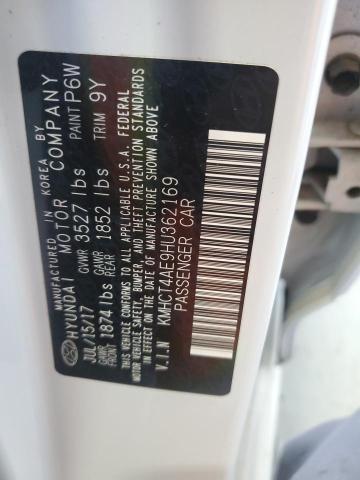 MANUFACTURED IN KOREA BY
HYUNDAI MOTOR COMPANY
JUL/15/17 GVWR 3527 lbs PAINT P6W
GAWR FRONT 1874 lbs GAWR REAR 1852 lbs TRIM 9Y
THIS VEHICLE CONFORMS TO ALL APPLICABLE U.S.A. FEDERAL
MOTOR VEHICLE SAFETY, BUMPER, AND THEFT PREVENTION STANDARDS
IN EFFECT ON THE DATE OF MANUFACTURE SHOWN ABOVE
V.I.N KMHCT4AE9HU362169
PASSENGER CAR